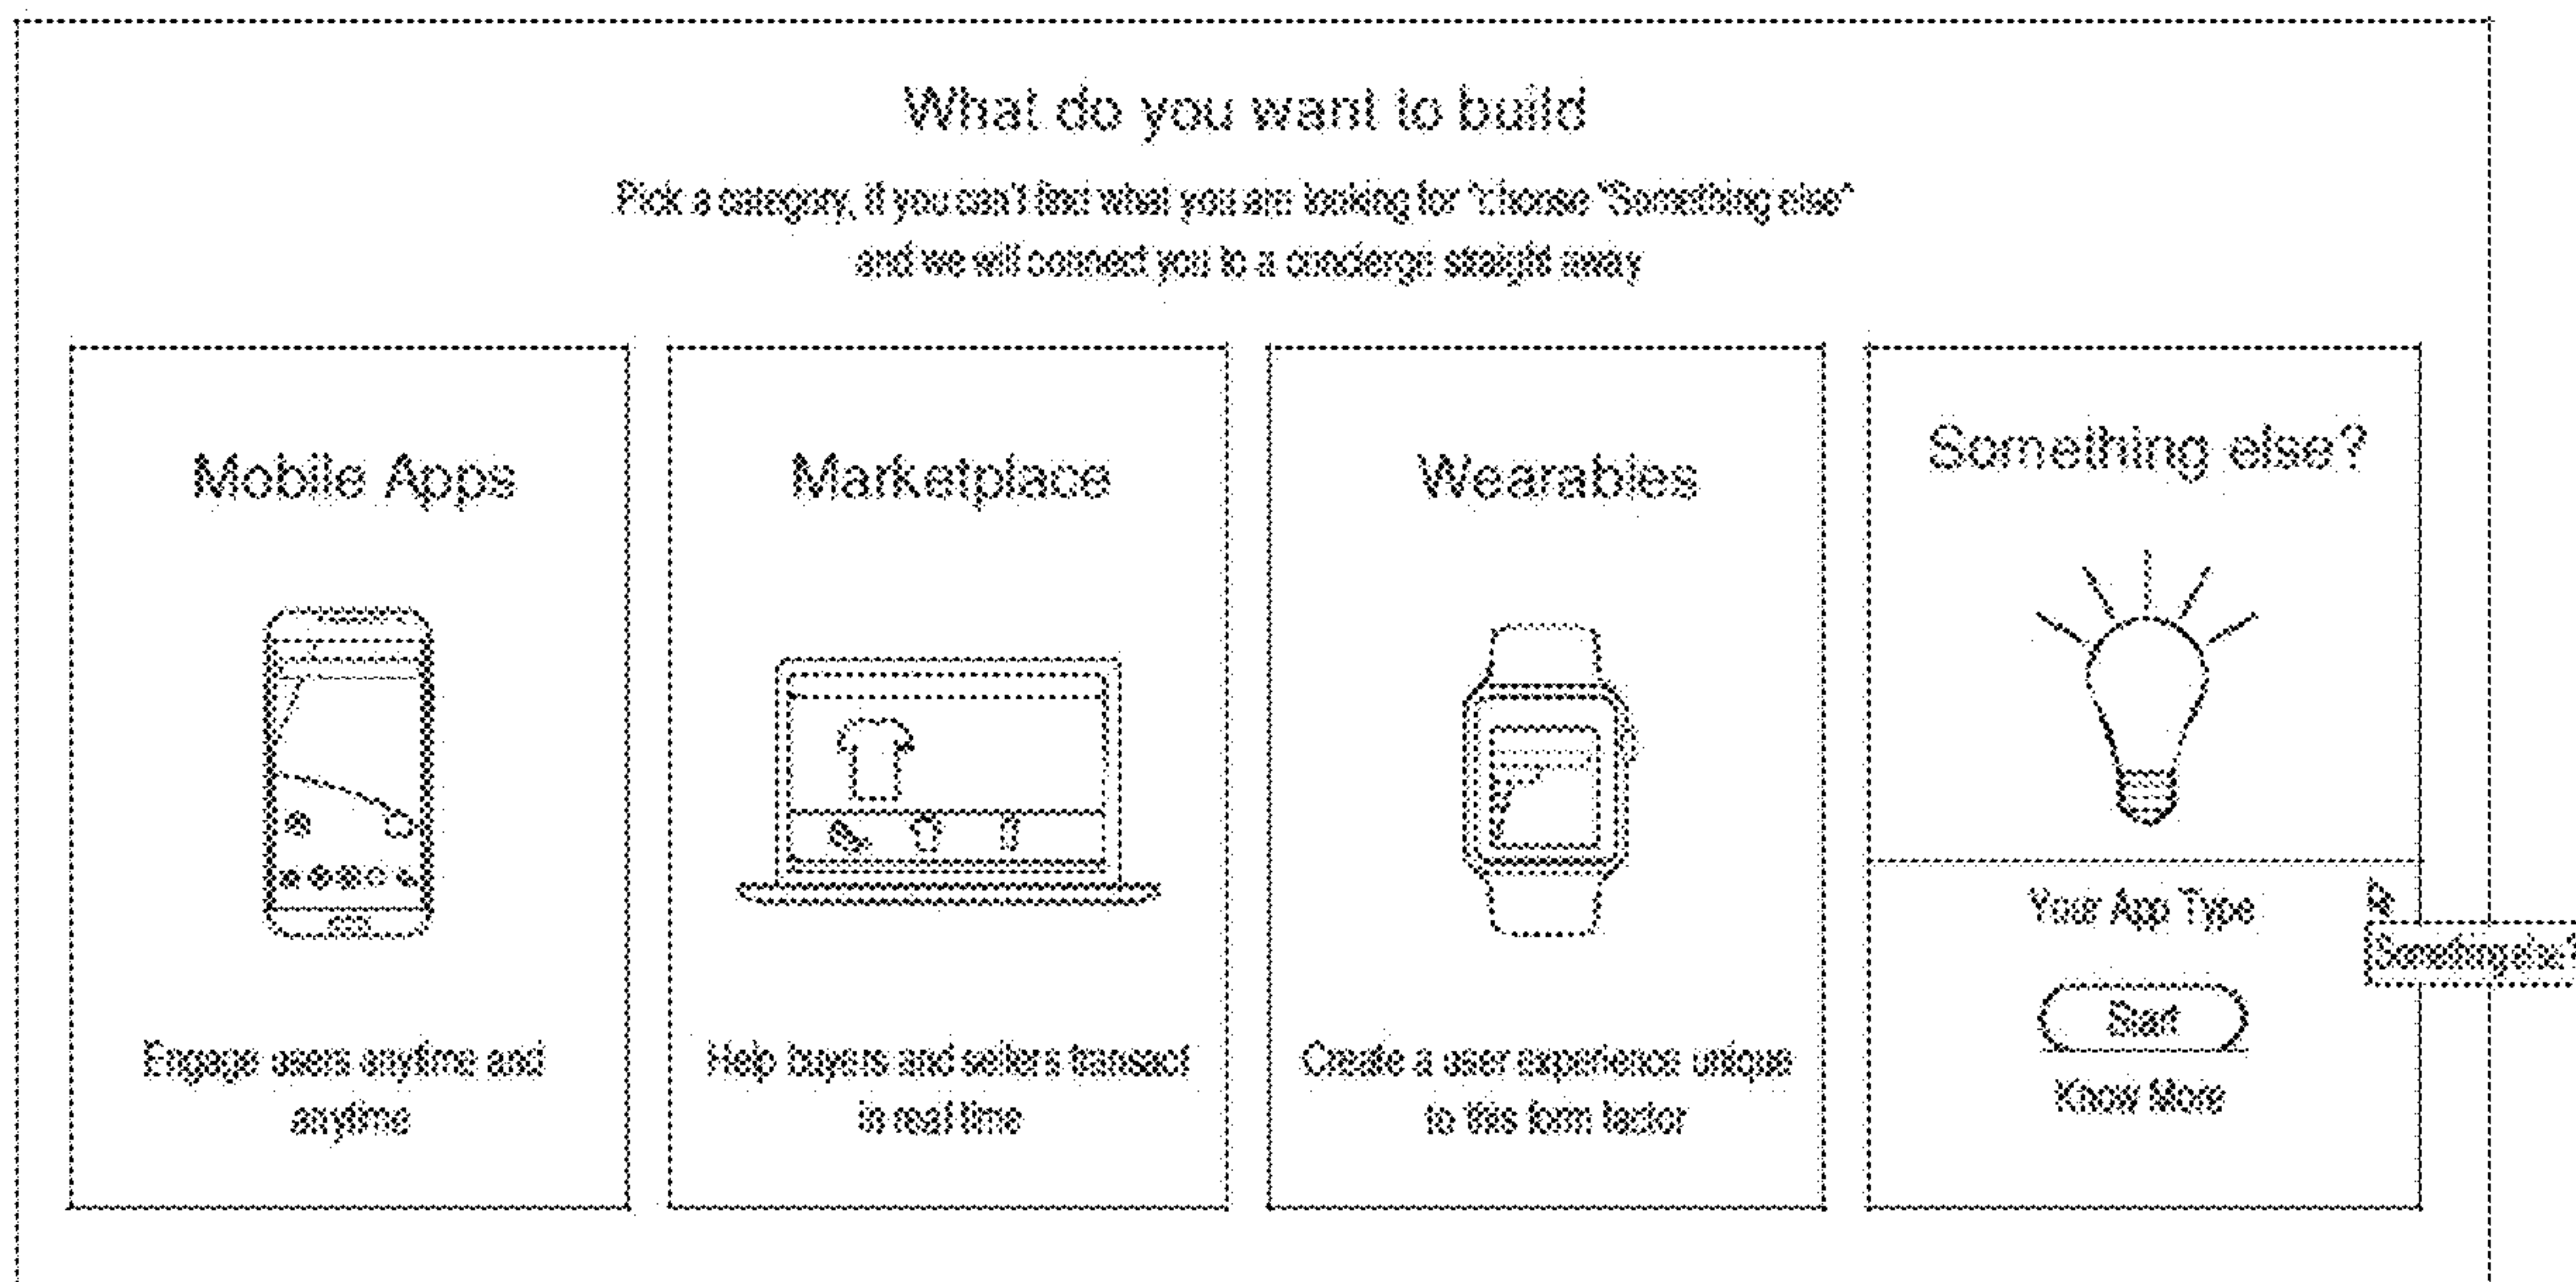 What do you want to build
Pick a category, if you can't find what you are looking for "choose "Something else"
and we will connect you to a concierge straight away
Mobile Apps
Marketplace
Wearables
Something else?
Engage users anytime and
anytime
Help buyers and sellers transact
in real time
Create a user experience unique
to this form factor
Your App Type
Start
Know More
Something else?